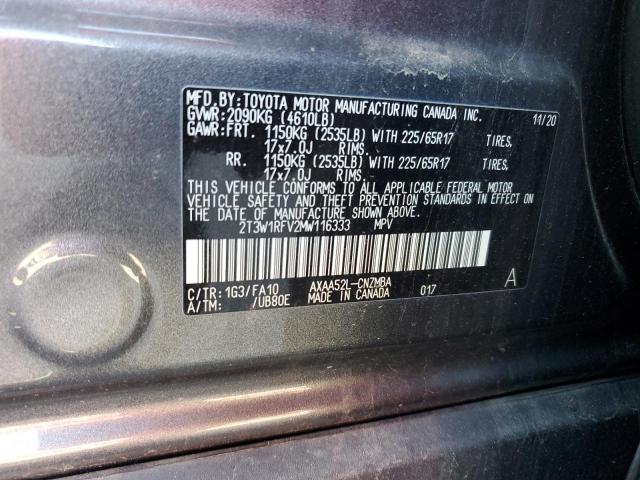 MFD.BY:TOYOTA MOTOR MANUFACTURING CANADA INC. 11/20
GVWR:2090KG (4610LB)
GAWR:FRT. 1150KG (2535LB) WITH 225/65R17 TIRES,
17x7.0J RIMS.
RR. 1150KG (2535LB) WITH 225/65R17 TIRES,
17x7.0J RIMS.
THIS VEHICLE CONFORMS TO ALL APPLICABLE FEDERAL MOTOR
VEHICLE SAFETY AND THEFT PREVENTION STANDARDS IN EFFECT ON THE
DATE OF MANUFACTURE SHOWN ABOVE.
2T3W1RFV2MW116333 MPV
C/TR:1G3/FA10 AXAA52L-CNZMBA
A/TM: /UB80E MADE IN CANADA 017 A